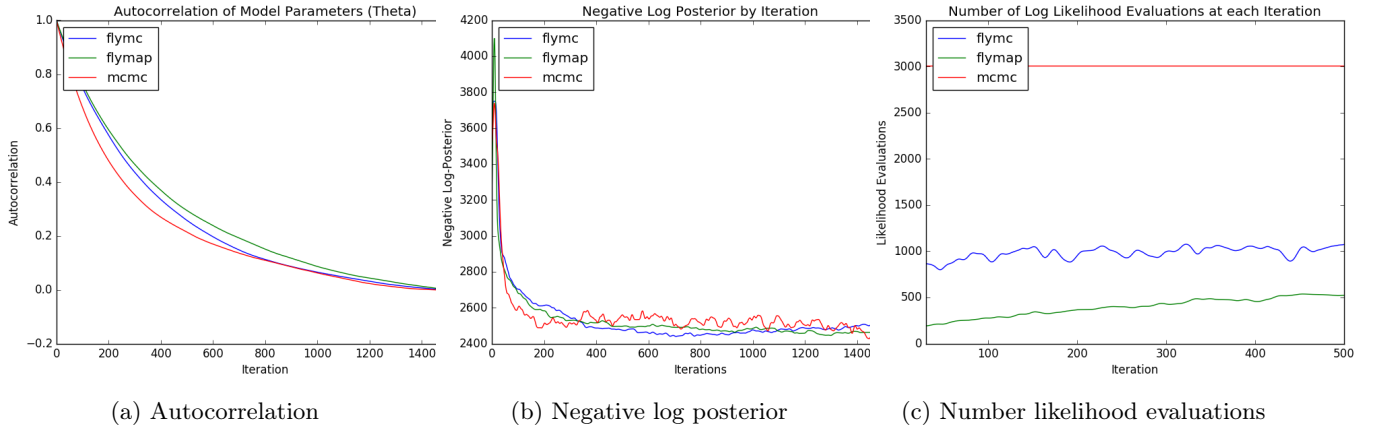 Autocorrelation of Model Parameters (Theta)
1.0
0.8
0.6
0.4
0.2
0.0
−0.2
Autocorrelation
flymc
flymap
mcmc
0 200 400 600 800 1000 1200 1400
Iteration
(a) Autocorrelation
Negative Log Posterior by Iteration
4200
4000
3800
3600
3400
3200
3000
2800
2600
2400
Negative Log-Posterior
flymc
flymap
mcmc
0 200 400 600 800 1000 1200 1400
Iterations
(b) Negative log posterior
Number of Log Likelihood Evaluations at each Iteration
3500
3000
2500
2000
1500
1000
500
0
Likelihood Evaluations
flymc
flymap
mcmc
100 200 300 400 500
Iteration
(c) Number likelihood evaluations